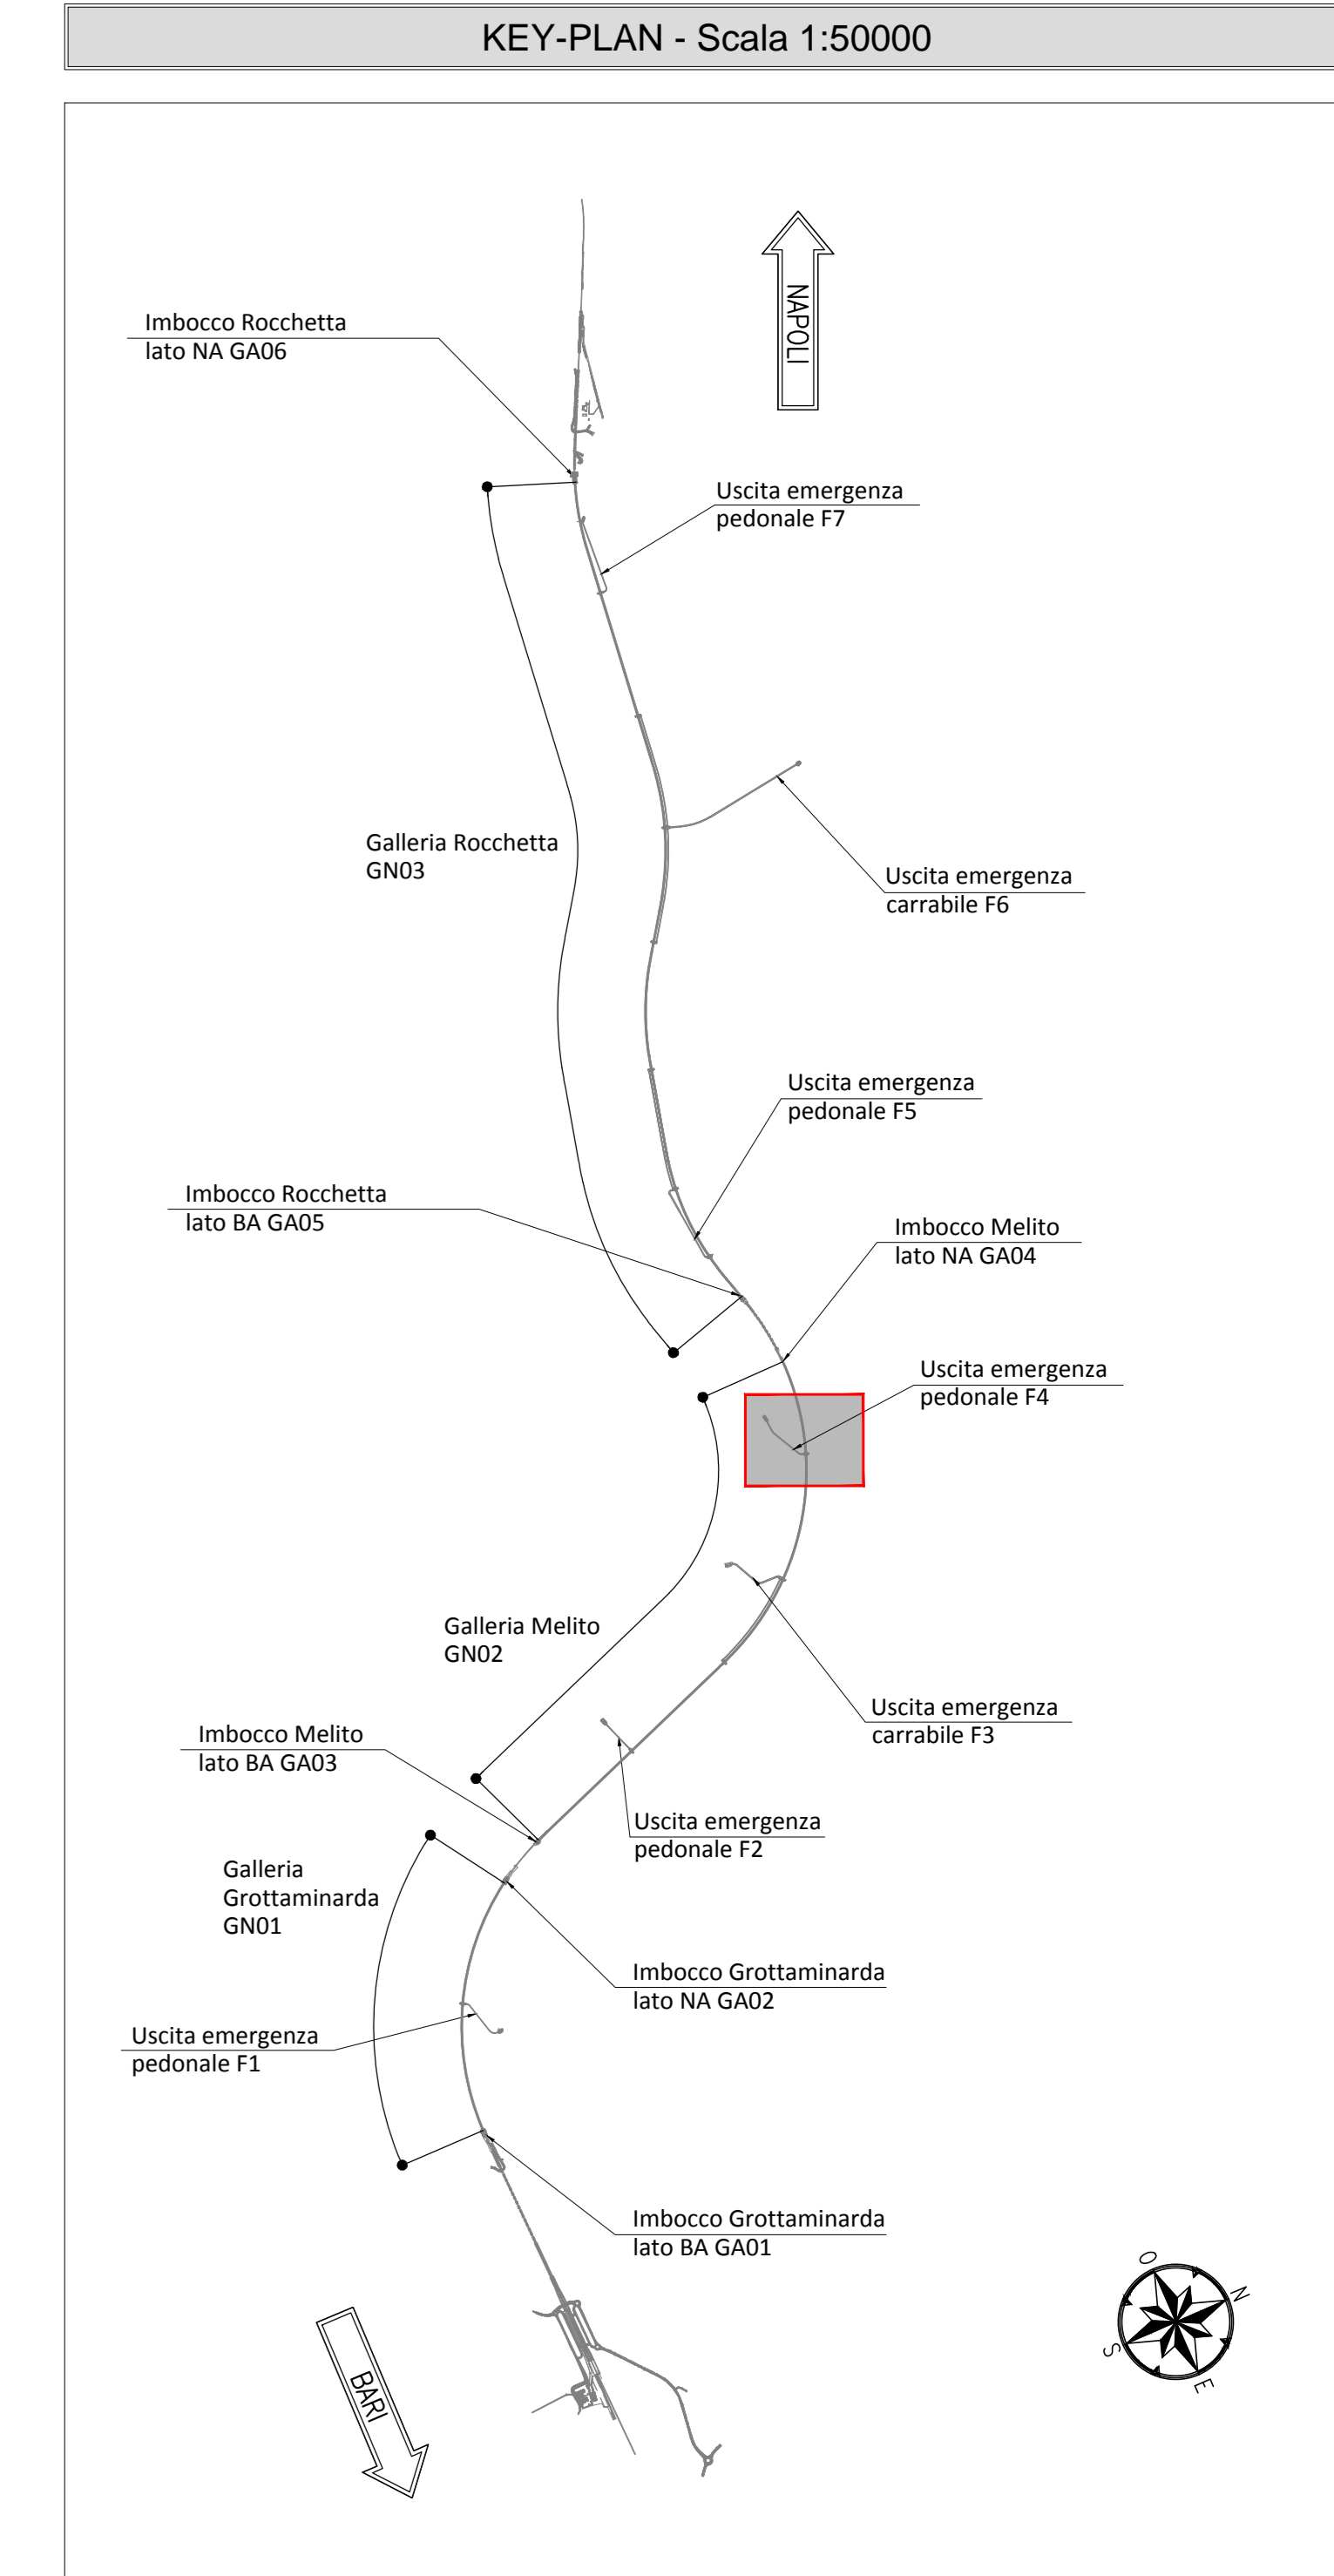 KEY-PLAN - Scala 1:50000
NAPOLI
Imbocco Rocchetta
lato NA GA06
Uscita emergenza
pedonale F7
Galleria Rocchetta
GN03
Uscita emergenza
carrabile F6
Uscita emergenza
pedonale F5
Imbocco Rocchetta
lato BA GA05
Imbocco Melito
lato NA GA04
Uscita emergenza
pedonale F4
Galleria Melito
GN02
Uscita emergenza
carrabile F3
Imbocco Melito
lato BA GA03
Uscita emergenza
pedonale F2
Galleria
Grottaminarda
GN01
Imbocco Grottaminarda
lato NA GA02
Uscita emergenza
pedonale F1
Imbocco Grottaminarda
lato BA GA01
BARI
O
N
S
E